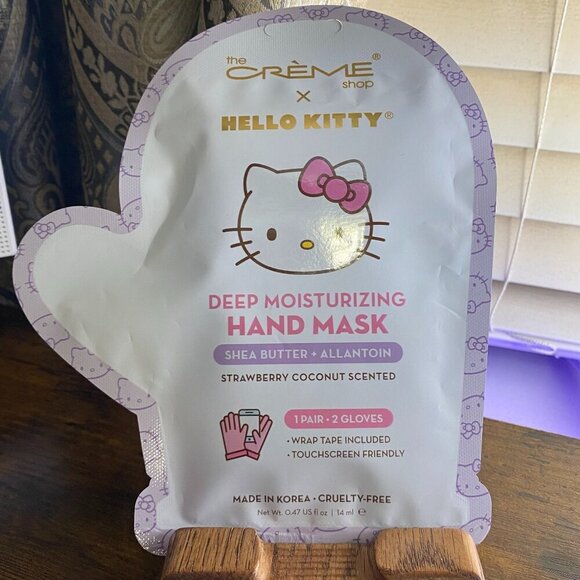 the
CRÈME®
shop
×
HELLO KITTY®
DEEP MOISTURIZING
HAND MASK
SHEA BUTTER + ALLANTOIN
STRAWBERRY COCONUT SCENTED
1 PAIR • 2 GLOVES
• WRAP TAPE INCLUDED
• TOUCHSCREEN FRIENDLY
MADE IN KOREA • CRUELTY-FREE
Net Wt. 0.47 US fl oz | 14 ml ℮